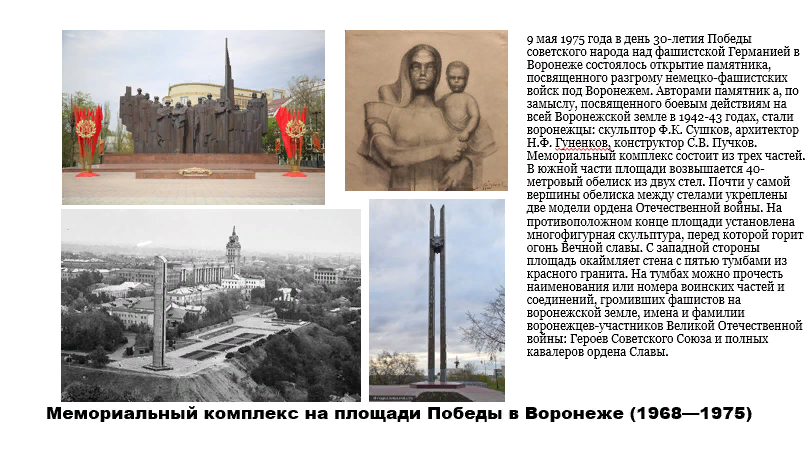 9 мая 1975 года в день 30-летия Победы
советского народа над фашистской Германией в
Воронеже состоялось открытие памятника,
посвященного разгрому немецко-фашистских
войск под Воронежем. Авторами памятник а, по
замыслу, посвященного боевым действиям на
всей Воронежской земле в 1942-43 годах, стали
воронежцы: скульптор Ф.К. Сушков, архитектор
Н.Ф. Гуненков, конструктор С.В. Пучков.
Мемориальный комплекс состоит из трех частей.
В южной части площади возвышается 40-
метровый обелиск из двух стел. Почти у самой
вершины обелиска между стелами укреплены
две модели ордена Отечественной войны. На
противоположном конце площади установлена
многофигурная скульптура, перед которой горит
огонь Вечной славы. С западной стороны
площадь окаймляет стена с пятью тумбами из
красного гранита. На тумбах можно прочесть
наименования или номера воинских частей и
соединений, громивших фашистов на
воронежской земле, имена и фамилии
воронежцев-участников Великой Отечественной
войны: Героев Советского Союза и полных
кавалеров ордена Славы.
Мемориальный комплекс на площади Победы в Воронеже (1968—1975)